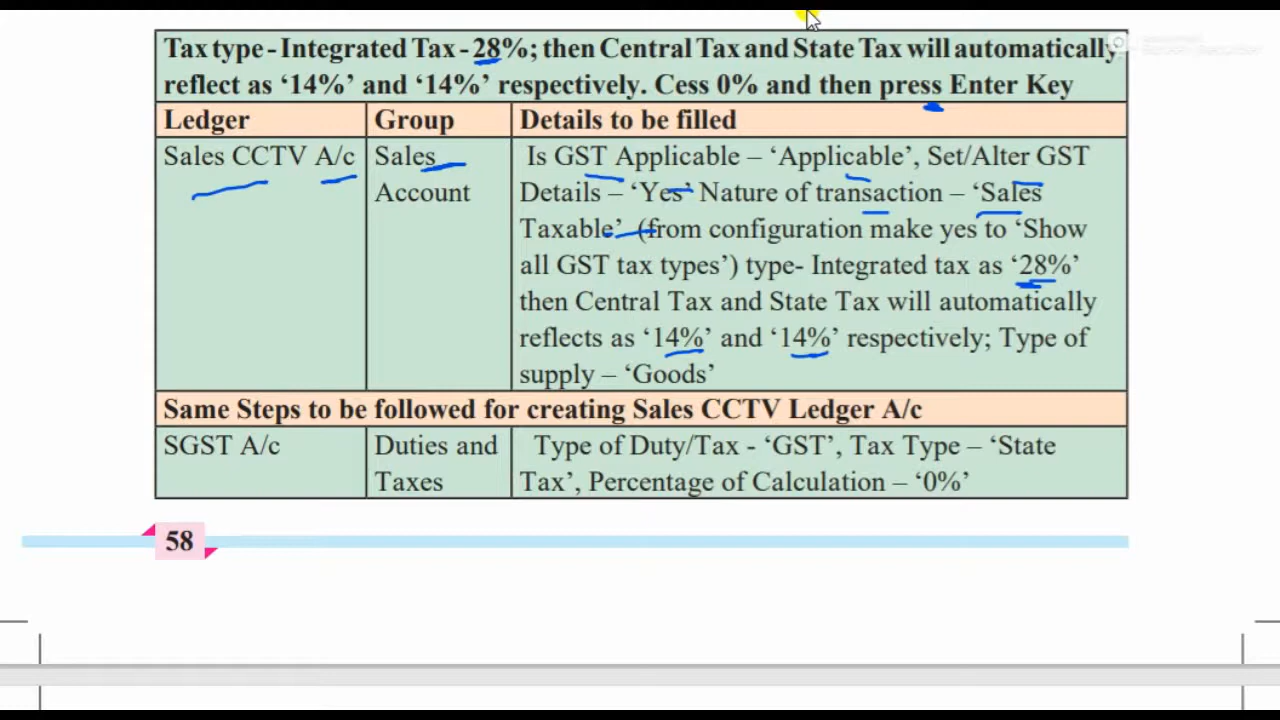 Tax type - Integrated Tax - 28%; then Central Tax and State Tax will automatically
reflect as ‘14%’ and ‘14%’ respectively. Cess 0% and then press Enter Key
Ledger Group Details to be filled
Sales CCTV A/c Sales Is GST Applicable – ‘Applicable’, Set/Alter GST
Account Details – ‘Yes’ Nature of transaction – ‘Sales
Taxable’ (from configuration make yes to ‘Show
all GST tax types’) type- Integrated tax as ‘28%’
then Central Tax and State Tax will automatically
reflects as ‘14%’ and ‘14%’ respectively; Type of
supply – ‘Goods’
Same Steps to be followed for creating Sales CCTV Ledger A/c
SGST A/c Duties and Type of Duty/Tax - ‘GST’, Tax Type – ‘State
Taxes Tax’, Percentage of Calculation – ‘0%’
58